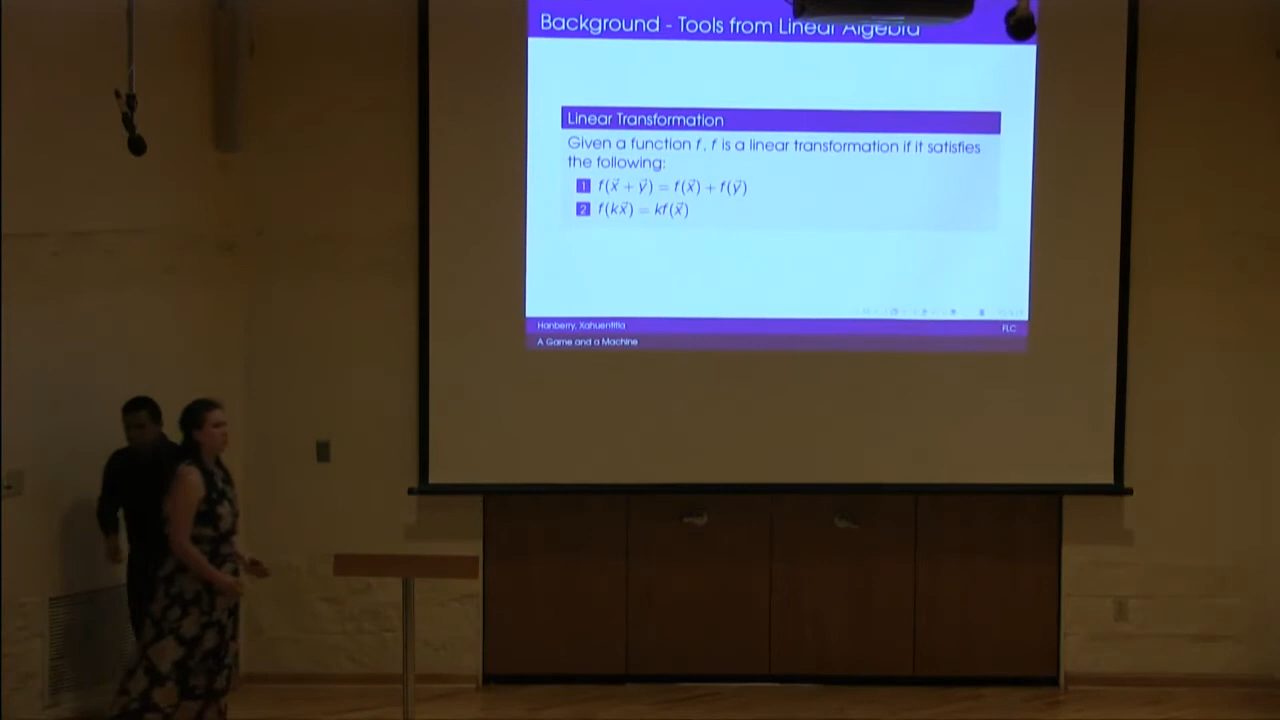 Background - Tools from Linear Algebra
Linear Transformation
Given a function f, f is a linear transformation if it satisfies
the following:
1 f(x⃗ + y⃗) = f(x⃗) + f(y⃗)
2 f(kx⃗) = kf(x⃗)
Hanberry, Xahuentitla
FLC
A Game and a Machine